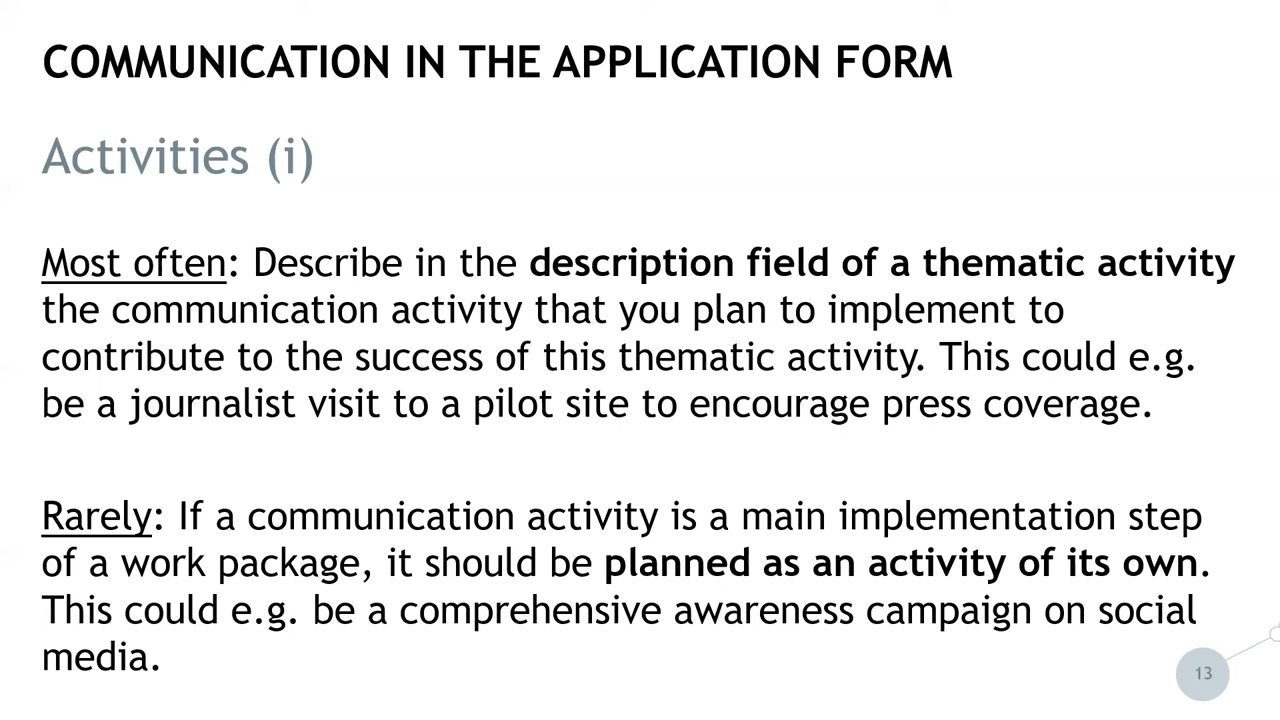 COMMUNICATION IN THE APPLICATION FORM
Activities (i)
Most often: Describe in the description field of a thematic activity
the communication activity that you plan to implement to
contribute to the success of this thematic activity. This could e.g.
be a journalist visit to a pilot site to encourage press coverage.
Rarely: If a communication activity is a main implementation step
of a work package, it should be planned as an activity of its own.
This could e.g. be a comprehensive awareness campaign on social
media.
13